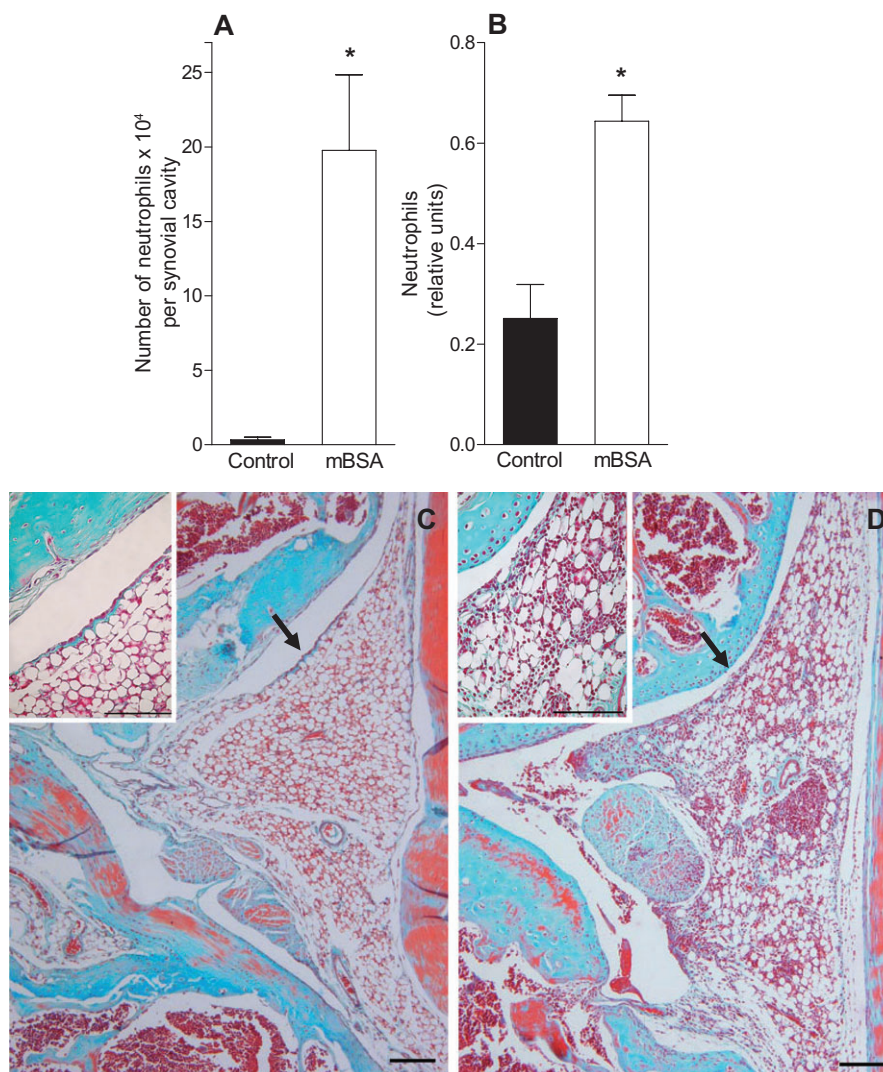 A
Number of neutrophils x 10⁴
per synovial cavity
25
20
15
10
5
0
*
Control
mBSA
B
Neutrophils
(relative units)
0.8
0.6
0.4
0.2
0.0
*
Control
mBSA
C
D